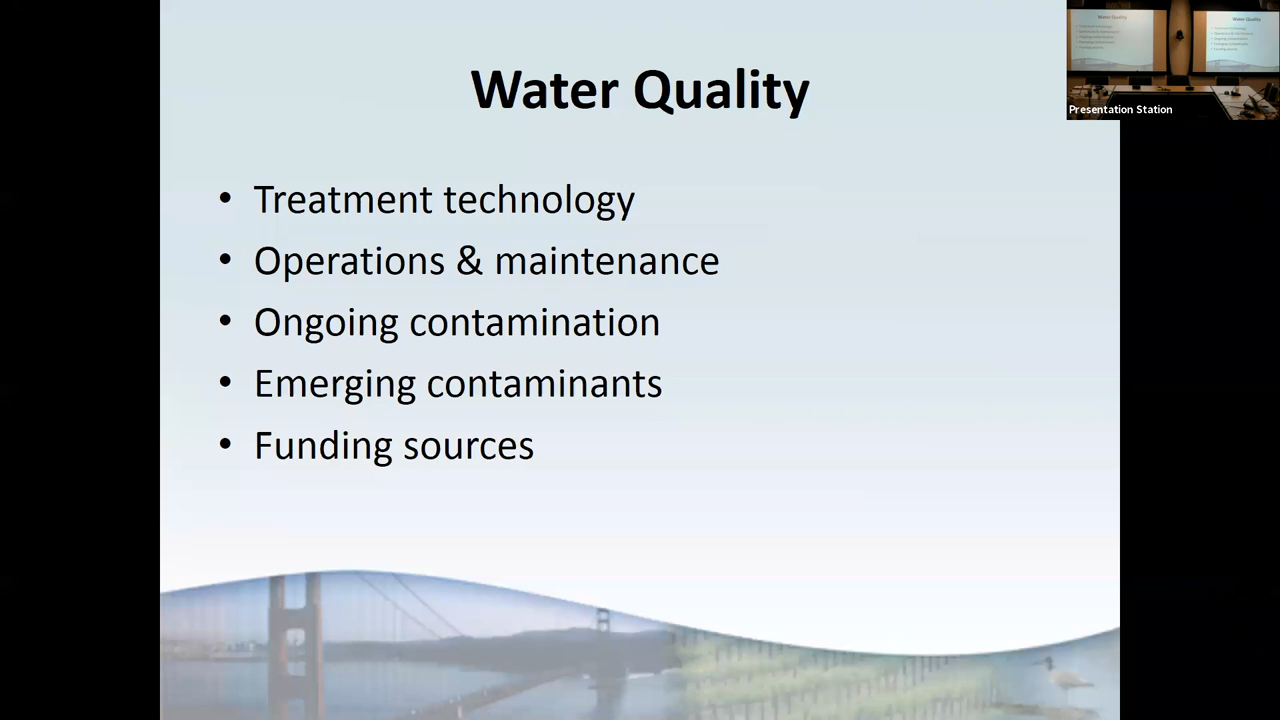 Water Quality
• Treatment technology
• Operations & maintenance
• Ongoing contamination
• Emerging contaminants
• Funding sources
Presentation Station